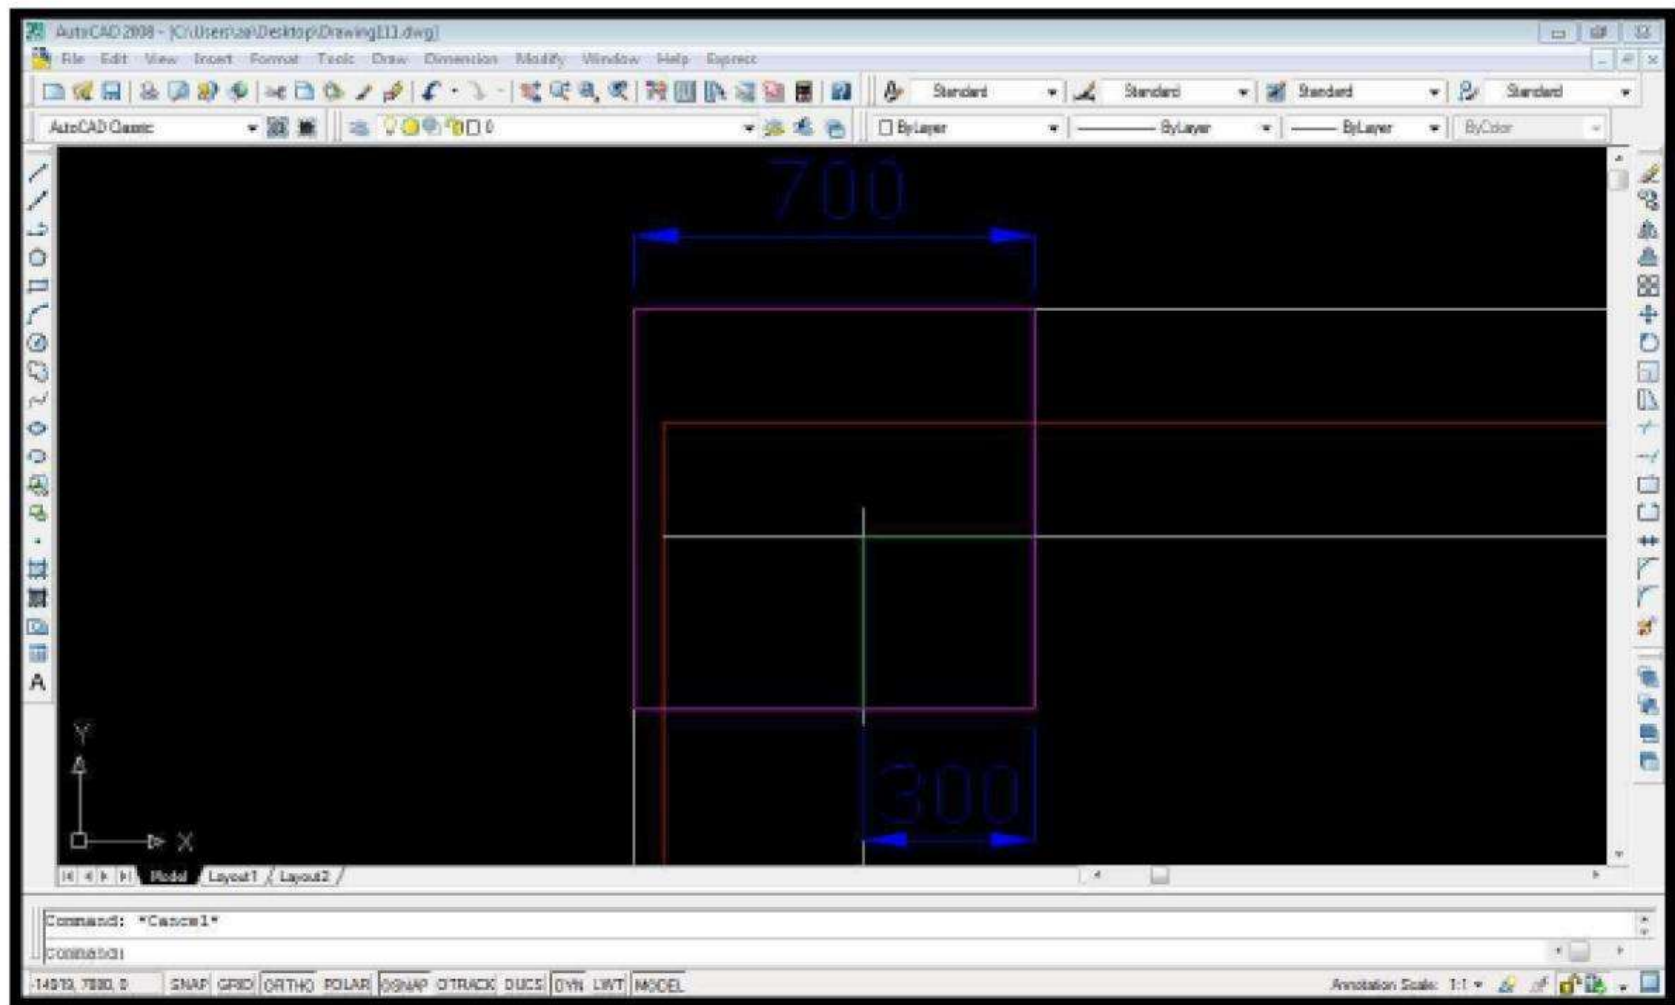 AutoCAD 2008 - [C:\Users\aa\Desktop\Drawing111.dwg]
File Edit View Insert Format Tools Draw Dimension Modify Window Help Express
Standard Standard Standard Standard
AutoCAD Classic 0 ByLayer ByLayer ByLayer ByColor
700
300
Y
X
A
Model Layout1 Layout2
Command: *Cancel*
Command:
0 SNAP GRID ORTHO POLAR OSNAP OTRACK DUCS DYN LWT MODEL Annotation Scale: 1:1